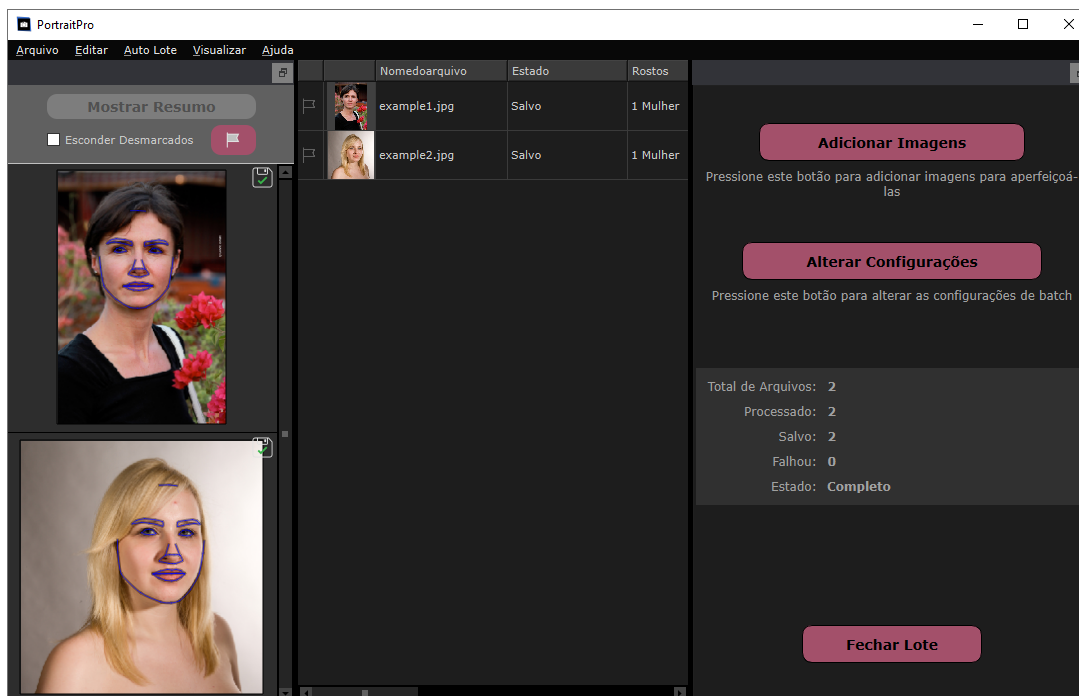 PortraitPro
Arquivo Editar Auto Lote Visualizar Ajuda
Mostrar Resumo
Esconder Desmarcados
Nomedoarquivo Estado Rostos
example1.jpg Salvo 1 Mulher
example2.jpg Salvo 1 Mulher
Adicionar Imagens
Pressione este botão para adicionar imagens para aperfeiçoá-
las
Alterar Configurações
Pressione este botão para alterar as configurações de batch
Total de Arquivos: 2
Processado: 2
Salvo: 2
Falhou: 0
Estado: Completo
Fechar Lote